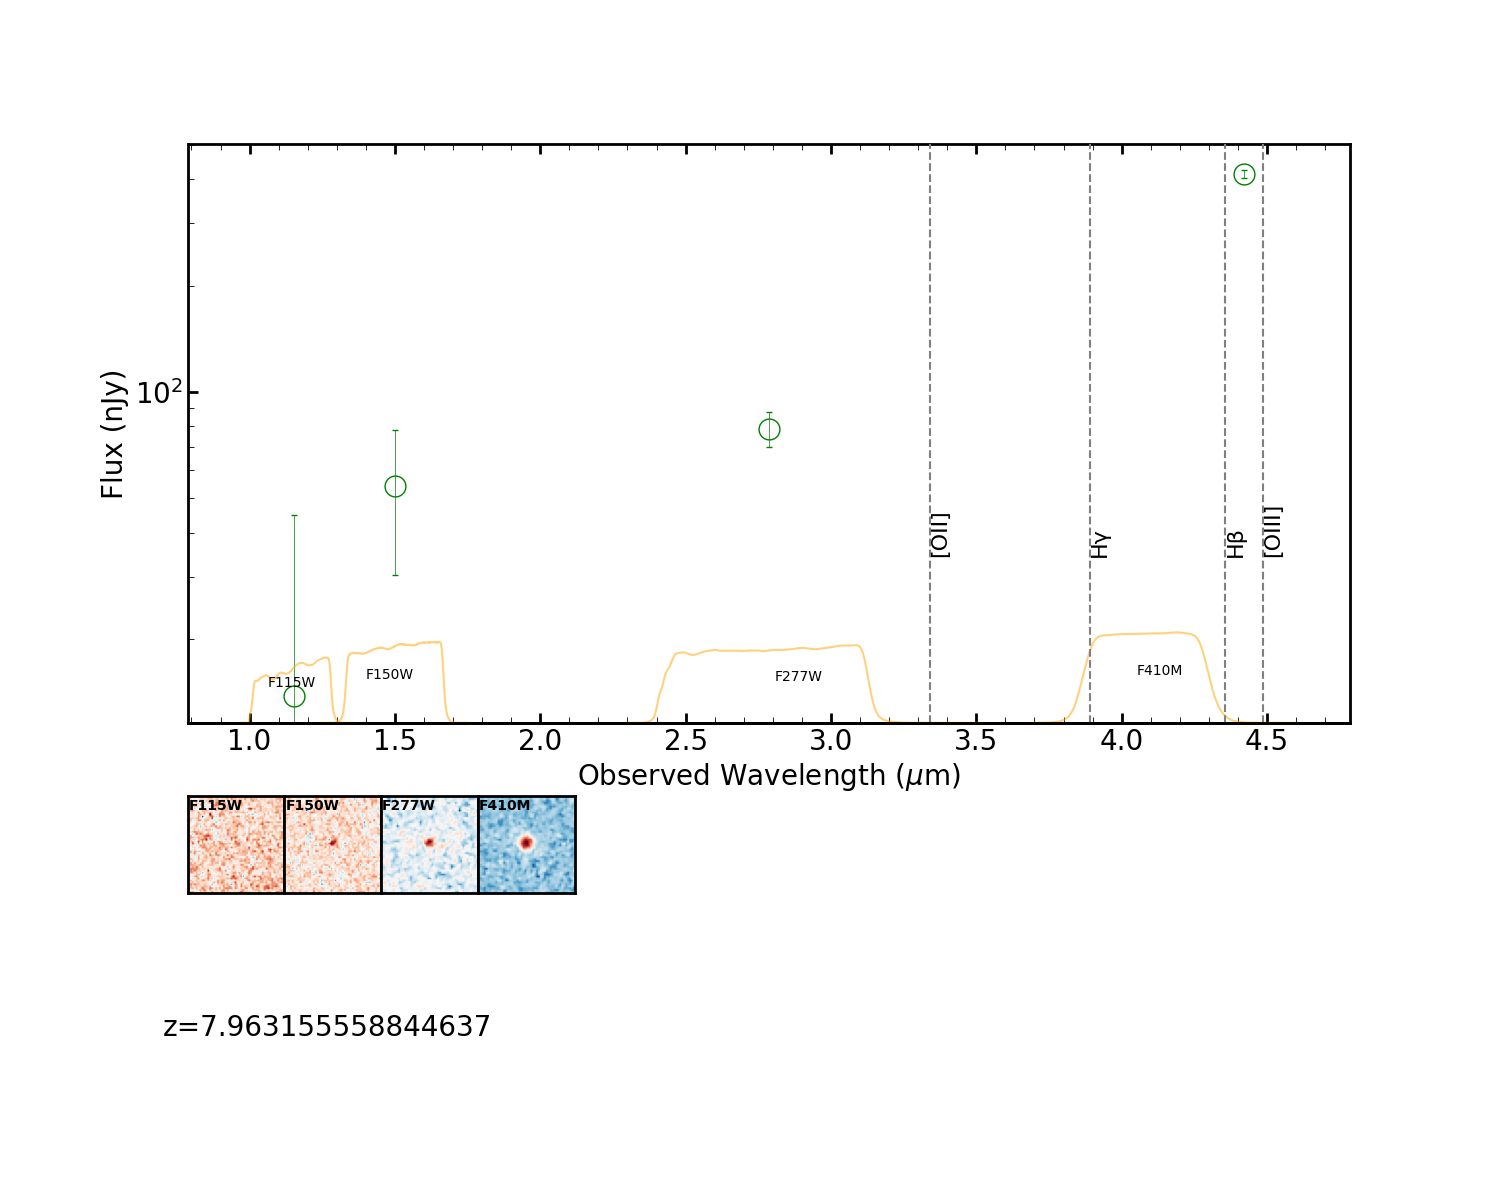 Flux (nJy)
10²
[OII]
Hγ
Hβ
[OIII]
F115W
F150W
F277W
F410M
1.0 1.5 2.0 2.5 3.0 3.5 4.0 4.5
Observed Wavelength (μm)
F115W F150W F277W F410M
z=7.963155558844637